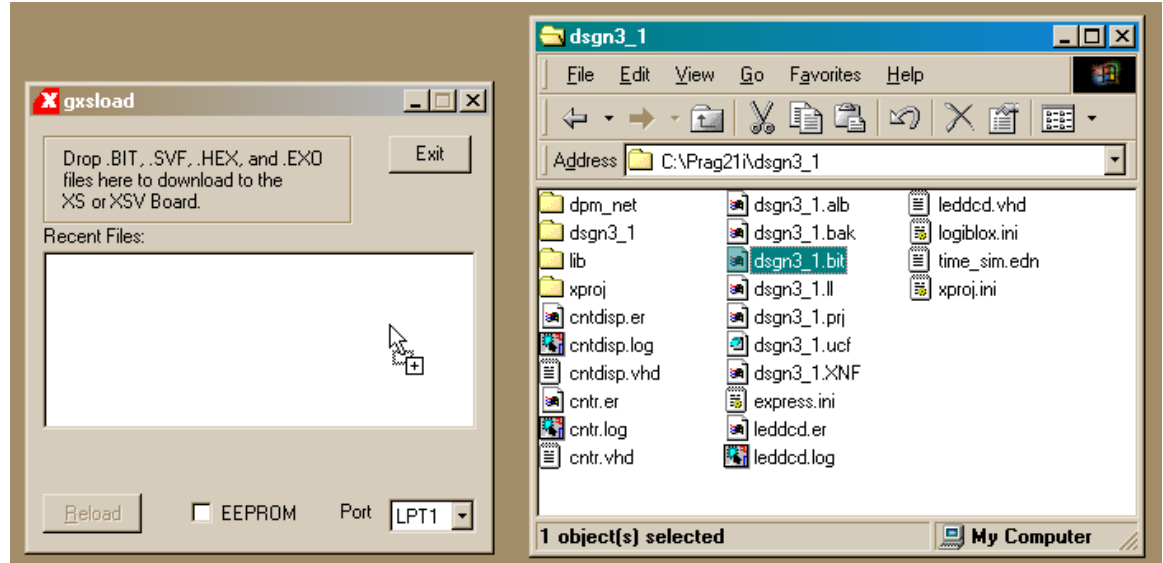 gxsload
Drop .BIT, .SVF, .HEX, and .EXO
files here to download to the
XS or XSV Board.
Exit
Recent Files:
Reload
EEPROM
Port
LPT1
dsgn3_1
File Edit View Go Favorites Help
Address C:\Prag21i\dsgn3_1
dpm_net
dsgn3_1
lib
xproj
cntdisp.er
cntdisp.log
cntdisp.vhd
cntr.er
cntr.log
cntr.vhd
dsgn3_1.alb
dsgn3_1.bak
dsgn3_1.bit
dsgn3_1.ll
dsgn3_1.prj
dsgn3_1.ucf
dsgn3_1.XNF
express.ini
leddcd.er
leddcd.log
leddcd.vhd
logiblox.ini
time_sim.edn
xproj.ini
1 object(s) selected
My Computer